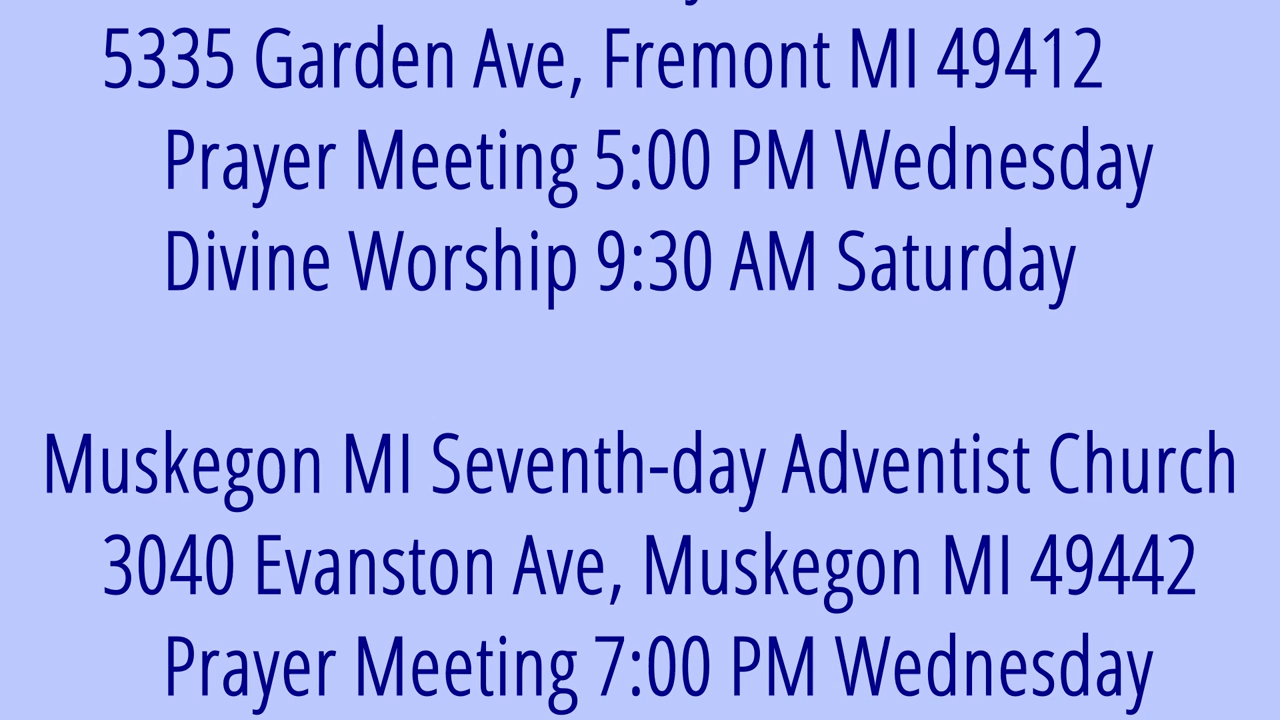 5335 Garden Ave, Fremont MI 49412
Prayer Meeting 5:00 PM Wednesday
Divine Worship 9:30 AM Saturday
Muskegon MI Seventh-day Adventist Church
3040 Evanston Ave, Muskegon MI 49442
Prayer Meeting 7:00 PM Wednesday